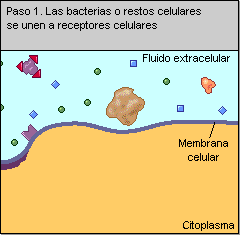 Paso 1. Las bacterias o restos celulares
se unen a receptores celulares
Fluido extracelular
Membrana
celular
Citoplasma